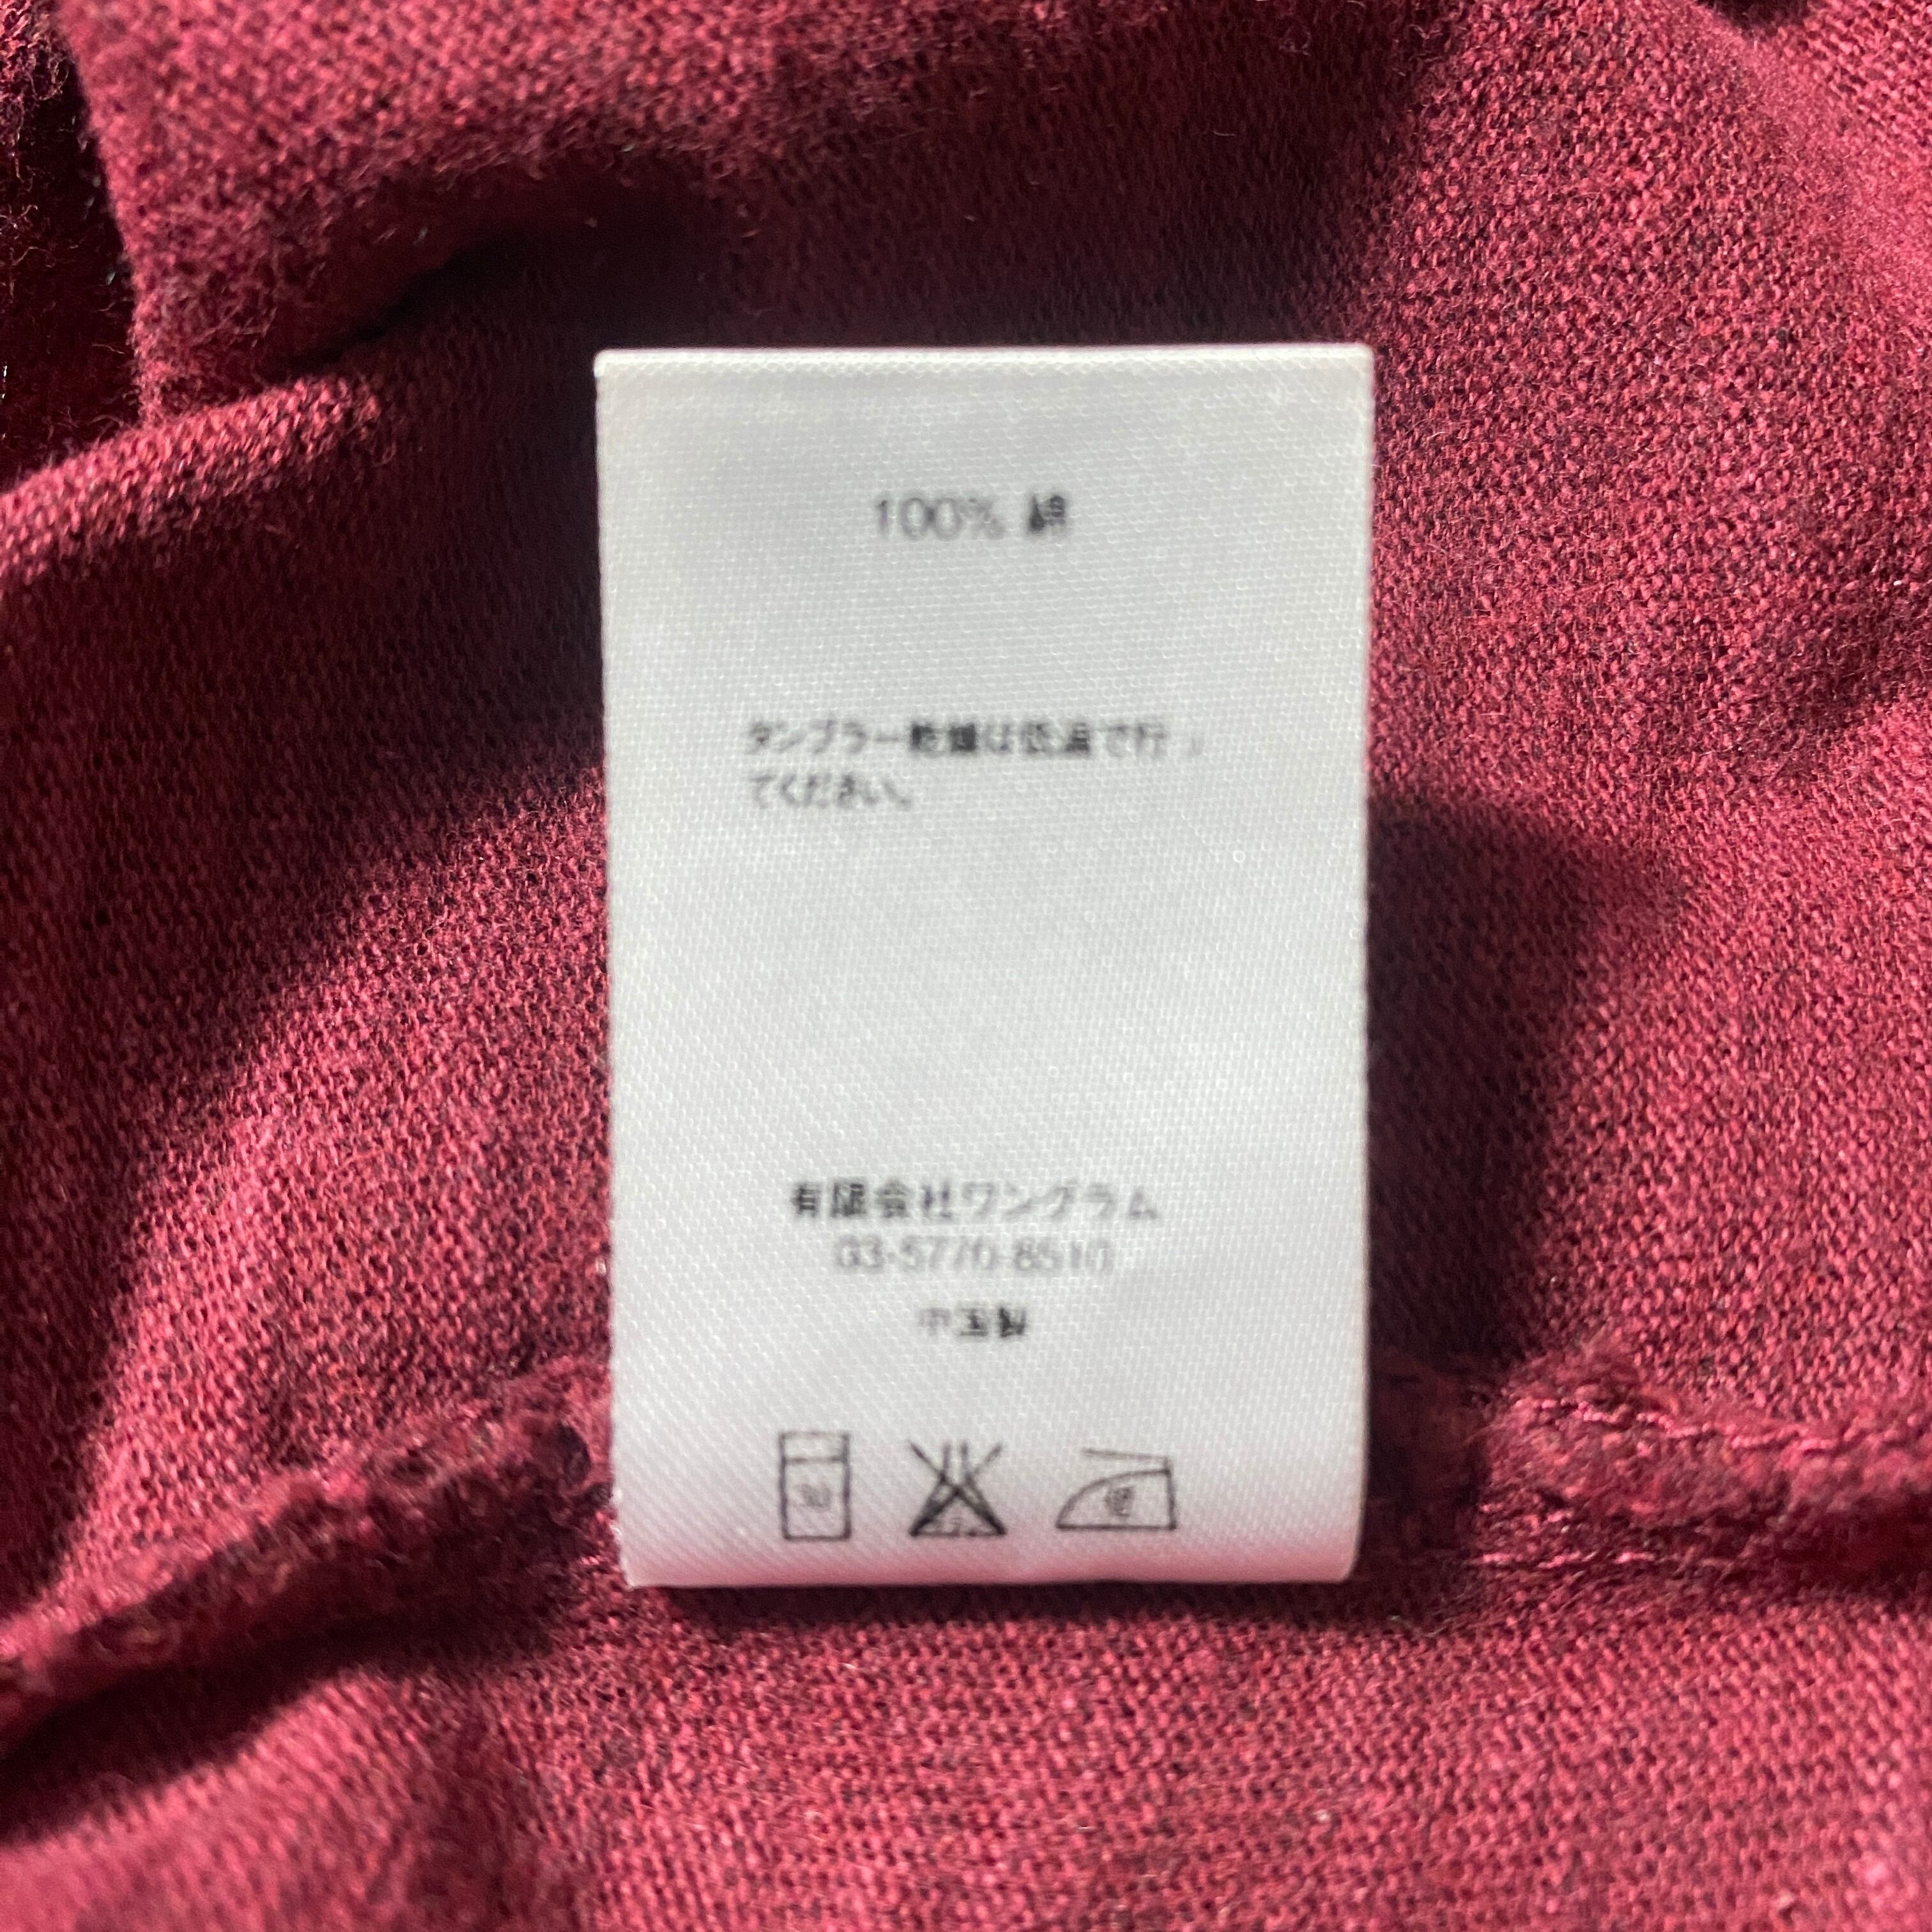 100% 綿
タンブラー乾燥は低温で行
てください。
有限会社ワングラム
03-5770-8510
中国製
30